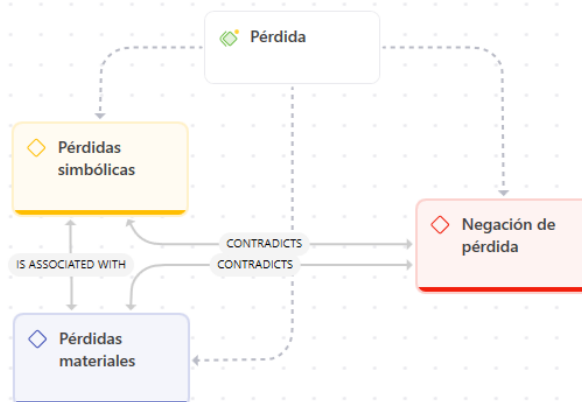 Pérdida
Pérdidas
simbólicas
Negación de
pérdida
CONTRADICTS
IS ASSOCIATED WITH
CONTRADICTS
Pérdidas
materiales